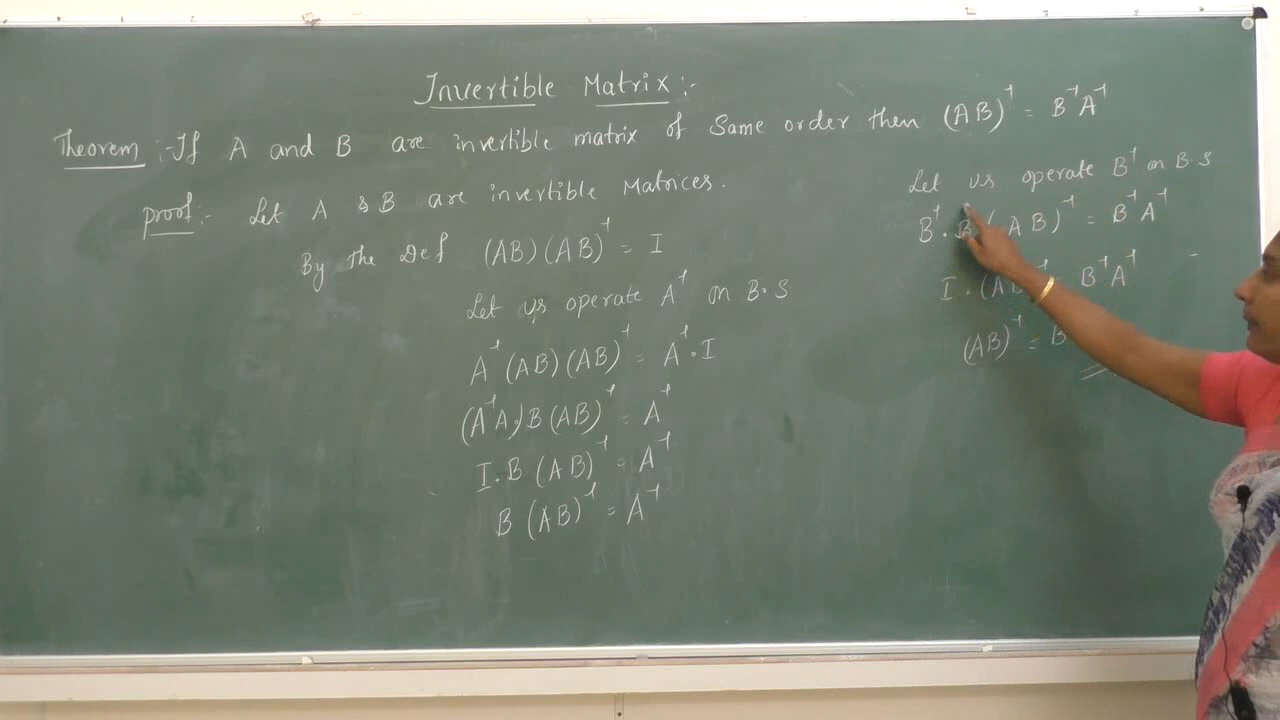 Invertible Matrix:-
Theorem :- If A and B are invertible matrix of Same order then (AB)⁻¹ = B⁻¹A⁻¹
Proof:- Let A & B are invertible Matrices.
By the Def (AB)(AB)⁻¹ = I
Let us operate A⁻¹ on B.S
A⁻¹(AB)(AB)⁻¹ = A⁻¹.I
(A⁻¹A.)B(AB)⁻¹ = A⁻¹
I.B(AB)⁻¹ = A⁻¹
B(AB)⁻¹ = A⁻¹
Let us operate B⁻¹ on B.S
B⁻¹.B(AB)⁻¹ = B⁻¹A⁻¹
I.(AB)⁻¹ B⁻¹A⁻¹
(AB)⁻¹ = B